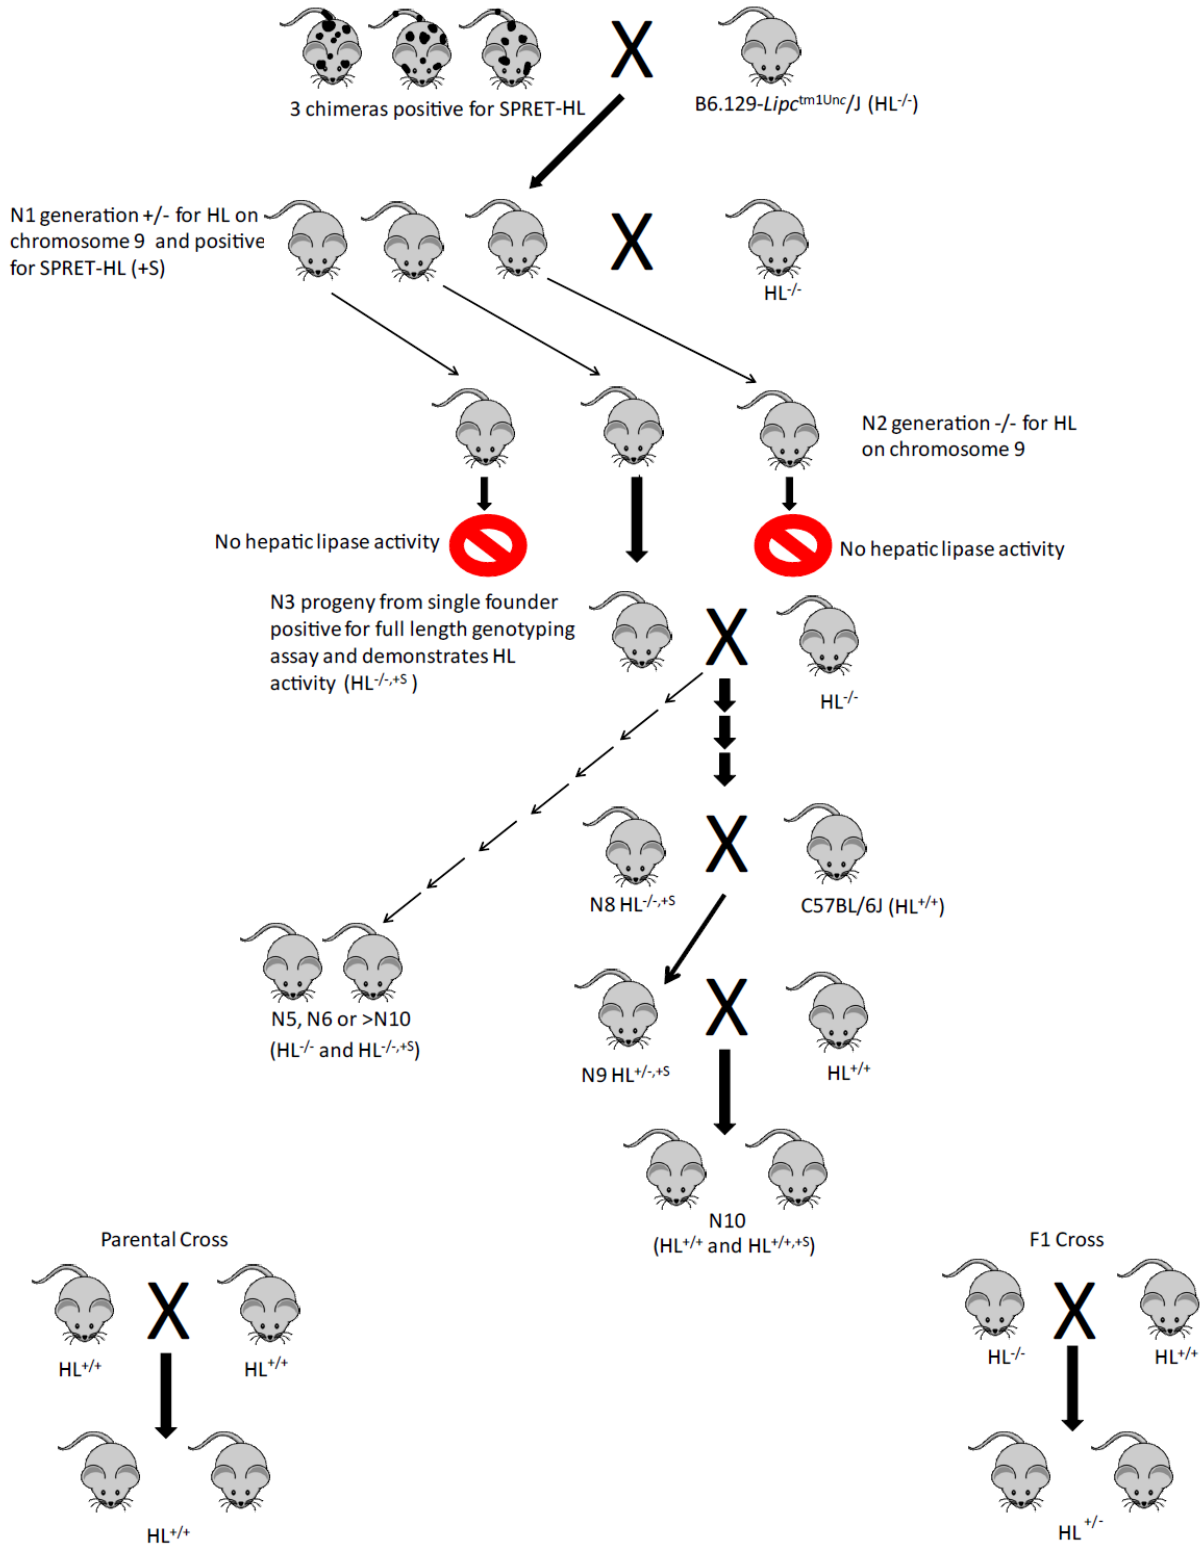 X
3 chimeras positive for SPRET-HL
B6.129-Lipc^tm1Unc/J (HL^-/-)
N1 generation +/- for HL on
chromosome 9 and positive
for SPRET-HL (+S)
X
HL^-/-
N2 generation -/- for HL
on chromosome 9
No hepatic lipase activity
No hepatic lipase activity
N3 progeny from single founder
positive for full length genotyping
assay and demonstrates HL
activity (HL^-/-,+S )
X
HL^-/-
X
N8 HL^-/-,+S
C57BL/6J (HL^+/+)
N5, N6 or >N10
(HL^-/- and HL^-/-,+S)
X
N9 HL^+/-,+S
HL^+/+
N10
(HL^+/+ and HL^+/+,+S)
Parental Cross
X
HL^+/+
HL^+/+
HL^+/+
F1 Cross
X
HL^-/-
HL^+/+
HL^+/-